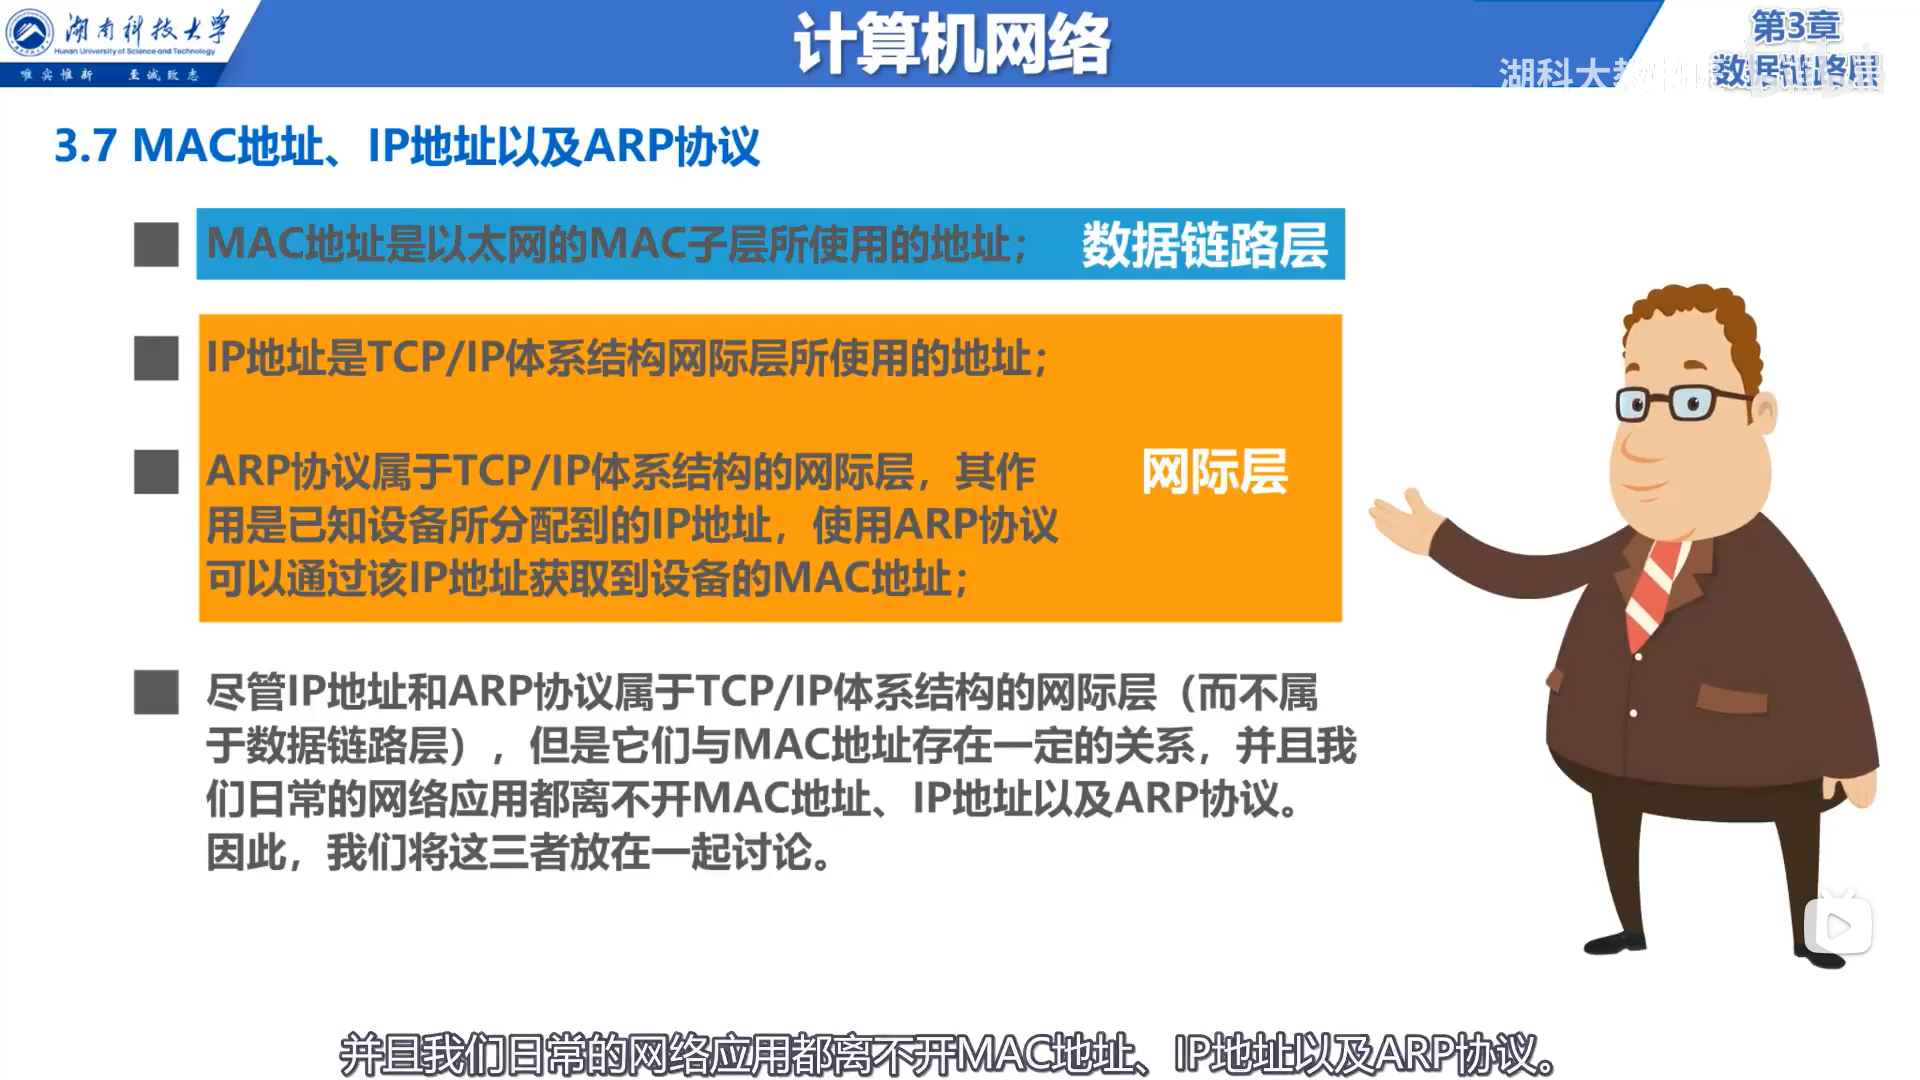 湖南科技大学
Hunan University of Science and Technology
唯实惟新 至诚致志
计算机网络
第3章
数据链路层
湖科大教
3.7 MAC地址、IP地址以及ARP协议
MAC地址是以太网的MAC子层所使用的地址；
数据链路层
IP地址是TCP/IP体系结构网际层所使用的地址；
ARP协议属于TCP/IP体系结构的网际层，其作
用是已知设备所分配到的IP地址，使用ARP协议
可以通过该IP地址获取到设备的MAC地址；
网际层
尽管IP地址和ARP协议属于TCP/IP体系结构的网际层（而不属
于数据链路层），但是它们与MAC地址存在一定的关系，并且我
们日常的网络应用都离不开MAC地址、IP地址以及ARP协议。
因此，我们将这三者放在一起讨论。
并且我们日常的网络应用都离不开MAC地址、IP地址以及ARP协议。